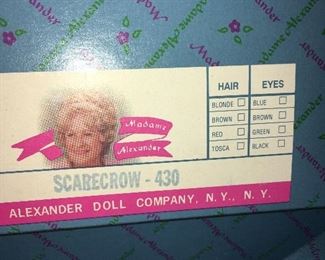 Madame
Alexander
HAIR EYES
BLONDE BLUE
BROWN BROWN
RED GREEN
TOSCA BLACK
Madame
Alexander
SCARECROW - 430
ALEXANDER DOLL COMPANY, N.Y., N.Y.